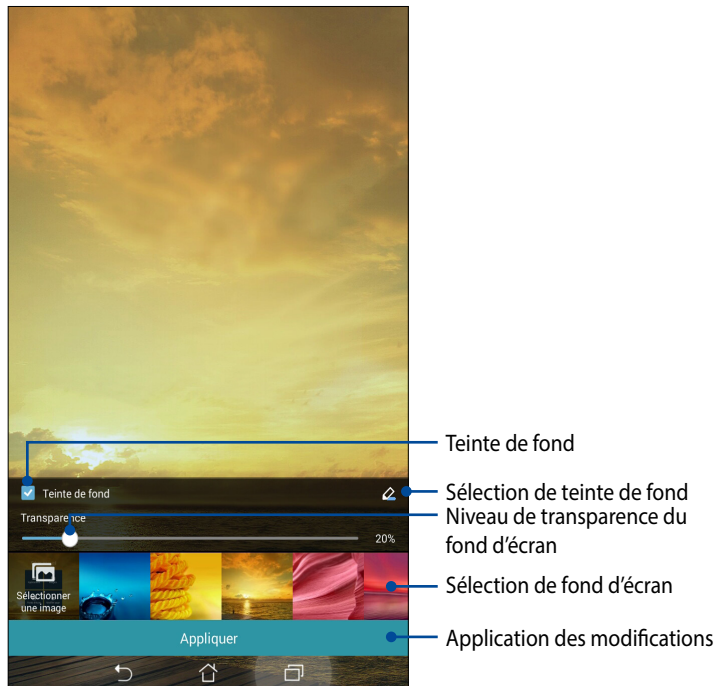 Teinte de fond
Teinte de fond
Sélection de teinte de fond
Transparence
Niveau de transparence du
fond d'écran
20%
Sélectionner
une image
Sélection de fond d'écran
Appliquer
Application des modifications